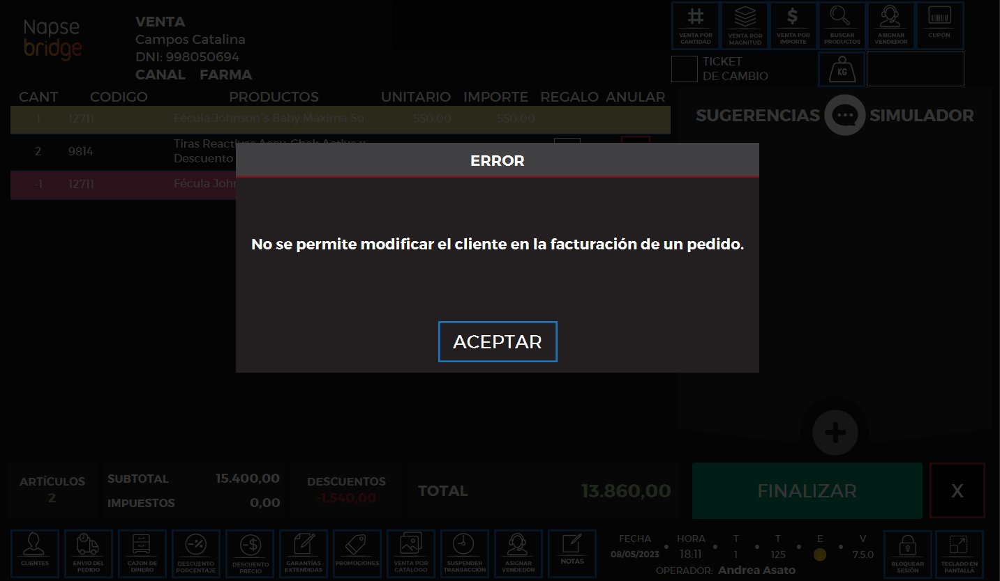 Napse
bridge
VENTA
Campos Catalina
DNI: 998050694
CANAL FARMA
VENTA POR
CANTIDAD
VENTA POR
MAGNITUD
VENTA POR
IMPORTE
BUSCAR
PRODUCTOS
ASIGNAR
VENDEDOR
CUPÓN
TICKET
DE CAMBIO
KG
CANT CODIGO PRODUCTOS UNITARIO IMPORTE REGALO ANULAR
1 12711 Fécula Johnson´s Baby Máxima Su... 550,00 550,00
2 9814 Tiras Reactivas Accu-Chek Active x
Descuento
-1 12711 Fécula John
SUGERENCIAS SIMULADOR
ERROR
No se permite modificar el cliente en la facturación de un pedido.
ACEPTAR
ARTÍCULOS
2
SUBTOTAL 15.400,00
IMPUESTOS 0,00
DESCUENTOS
-1.540,00
TOTAL 13.860,00
FINALIZAR
X
CLIENTES
ENVIO DEL
PEDIDO
CAJON DE
DINERO
DESCUENTO
PORCENTAJE
DESCUENTO
PRECIO
GARANTÍAS
EXTENDIDAS
PROMOCIONES
VENTA POR
CATÁLOGO
SUSPENDER
TRANSACCIÓN
ASIGNAR
VENDEDOR
NOTAS
FECHA HORA T T E V
08/05/2023 18:11 1 125 7.5.0
OPERADOR: Andrea Asato
BLOQUEAR
SESIÓN
TECLADO EN
PANTALLA